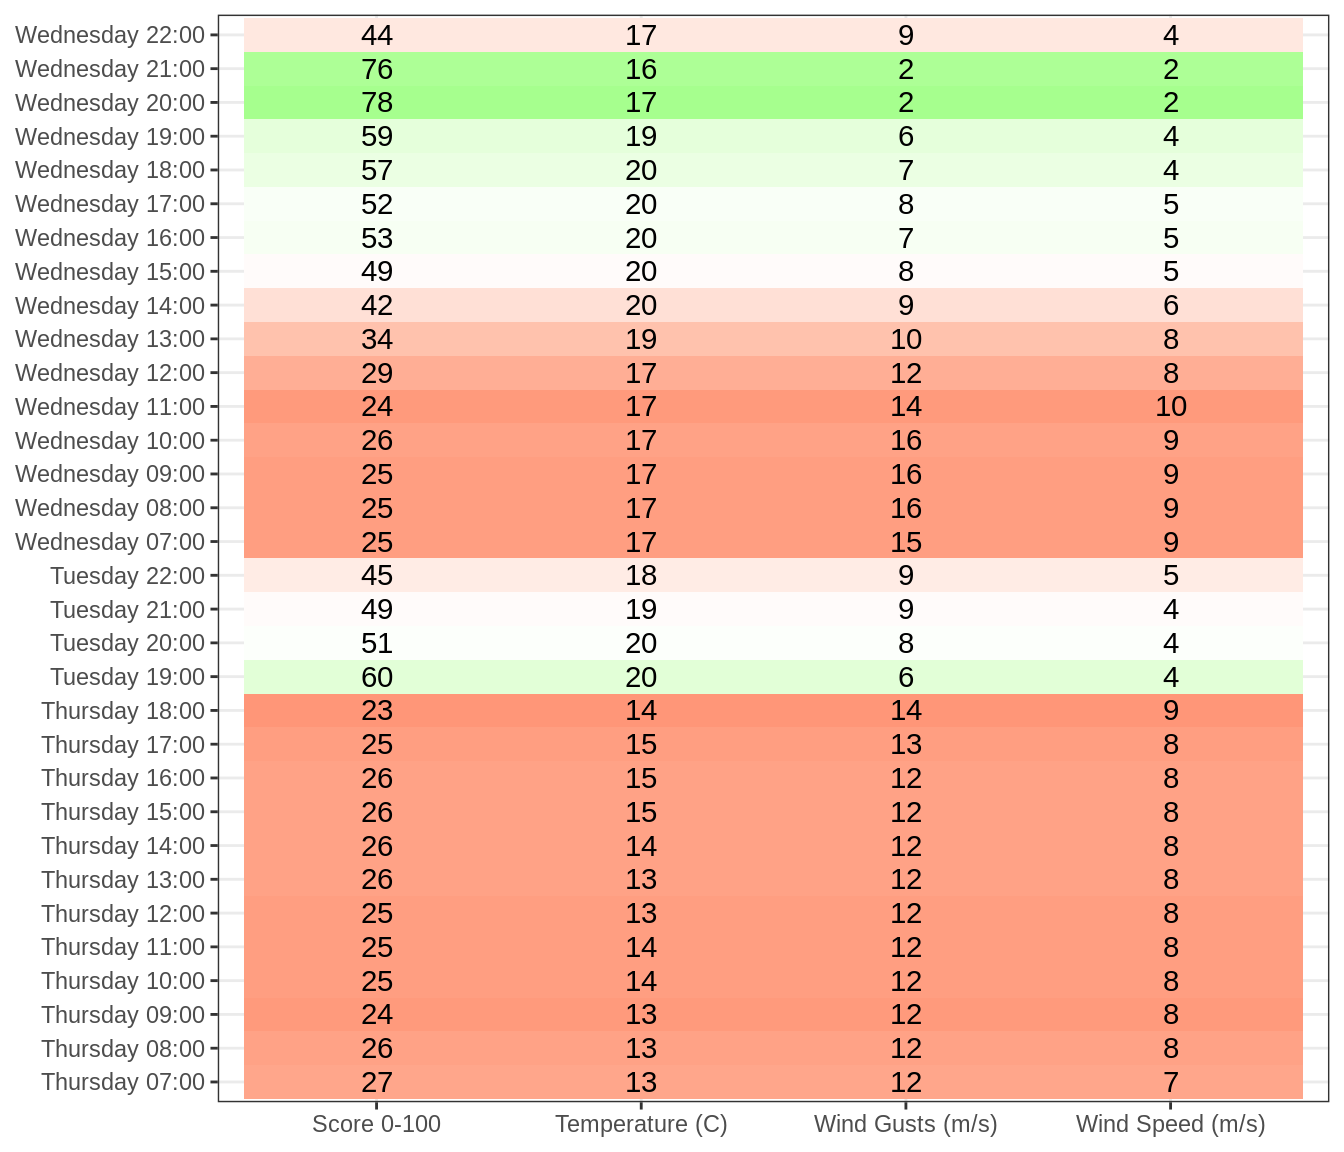 Wednesday 22:00 44 17 9 4
Wednesday 21:00 76 16 2 2
Wednesday 20:00 78 17 2 2
Wednesday 19:00 59 19 6 4
Wednesday 18:00 57 20 7 4
Wednesday 17:00 52 20 8 5
Wednesday 16:00 53 20 7 5
Wednesday 15:00 49 20 8 5
Wednesday 14:00 42 20 9 6
Wednesday 13:00 34 19 10 8
Wednesday 12:00 29 17 12 8
Wednesday 11:00 24 17 14 10
Wednesday 10:00 26 17 16 9
Wednesday 09:00 25 17 16 9
Wednesday 08:00 25 17 16 9
Wednesday 07:00 25 17 15 9
Tuesday 22:00 45 18 9 5
Tuesday 21:00 49 19 9 4
Tuesday 20:00 51 20 8 4
Tuesday 19:00 60 20 6 4
Thursday 18:00 23 14 14 9
Thursday 17:00 25 15 13 8
Thursday 16:00 26 15 12 8
Thursday 15:00 26 15 12 8
Thursday 14:00 26 14 12 8
Thursday 13:00 26 13 12 8
Thursday 12:00 25 13 12 8
Thursday 11:00 25 14 12 8
Thursday 10:00 25 14 12 8
Thursday 09:00 24 13 12 8
Thursday 08:00 26 13 12 8
Thursday 07:00 27 13 12 7
Score 0-100 Temperature (C) Wind Gusts (m/s) Wind Speed (m/s)